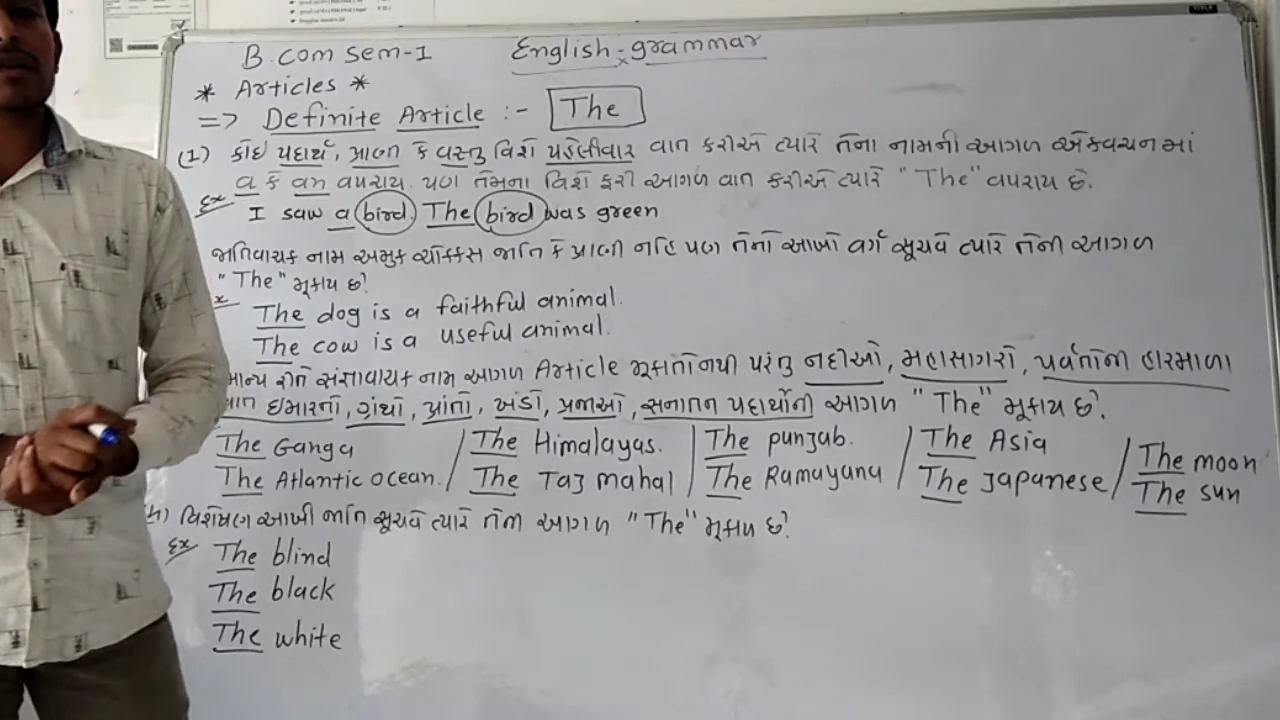 B.com sem-1 English grammar
* Articles *
=> Definite Article :- The
(1) કોઈ પદાર્થ, પ્રાણી કે વસ્તુ વિશે પહેલીવાર વાત કરીએ ત્યારે તેના નામની આગળ એકવચનમાં
a કે an વપરાય. પણ તેમના વિશે ફરી આગળ વાત કરીએ ત્યારે "The" વપરાય છે.
Ex I saw a bird. The bird was green
જાતિવાચક નામ અમુક ચોક્કસ જાતિ કે પ્રાણી નહિ પણ તેનો આખો વર્ગ સૂચવે ત્યારે તેની આગળ
"The" મૂકાય છે.
The dog is a faithful animal.
The cow is a useful animal.
રીતે સંજ્ઞાવાચક નામ આગળ Article મૂકાતો નથી પરંતુ નદીઓ, મહાસાગરો, પર્વતોની હારમાળા
ઇમારતો, ગ્રંથો, પ્રાંતો, ખંડો, પ્રજાઓ, સનાતન પદાર્થોની આગળ "The" મૂકાય છે.
The Ganga / The Himalayas. | The punjab. / The Asia / The moon
The Atlantic ocean. / The Taj mahal | The Ramayana / The Japanese / The sun
વિશેષણ આખી જાતિ સૂચવે ત્યારે તેની આગળ "The" મૂકાય છે.
Ex The blind
The black
The white